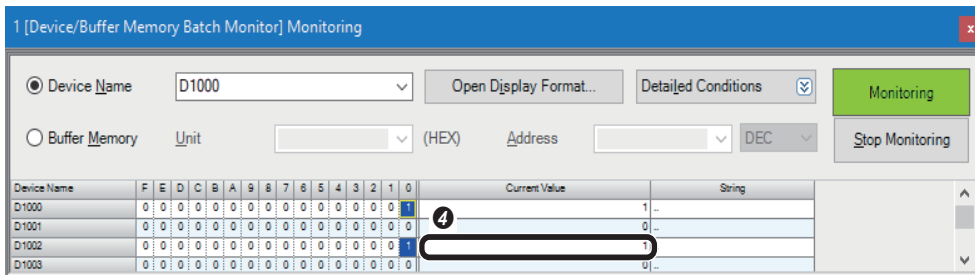 1 [Device/Buffer Memory Batch Monitor] Monitoring
x
Device Name D1000 Open Display Format... Detailed Conditions Monitoring
Buffer Memory Unit (HEX) Address DEC Stop Monitoring
Device Name F E D C B A 9 8 7 6 5 4 3 2 1 0 Current Value String
D1000 0 0 0 0 0 0 0 0 0 0 0 0 0 0 0 1 1 ..
D1001 0 0 0 0 0 0 0 0 0 0 0 0 0 0 0 0 0 ..
D1002 0 0 0 0 0 0 0 0 0 0 0 0 0 0 0 1 1 ..
D1003 0 0 0 0 0 0 0 0 0 0 0 0 0 0 0 0 0 ..
4